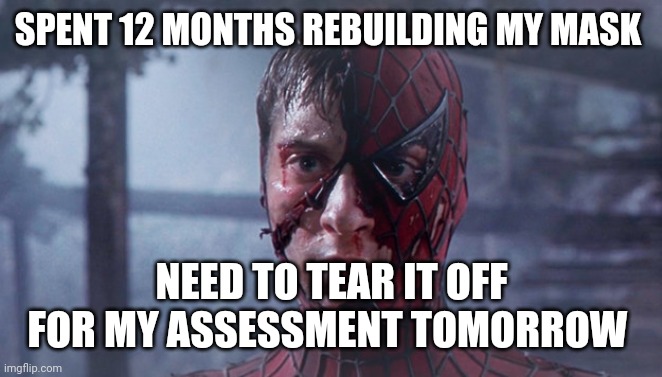 SPENT 12 MONTHS REBUILDING MY MASK
NEED TO TEAR IT OFF
FOR MY ASSESSMENT TOMORROW
imgflip.com